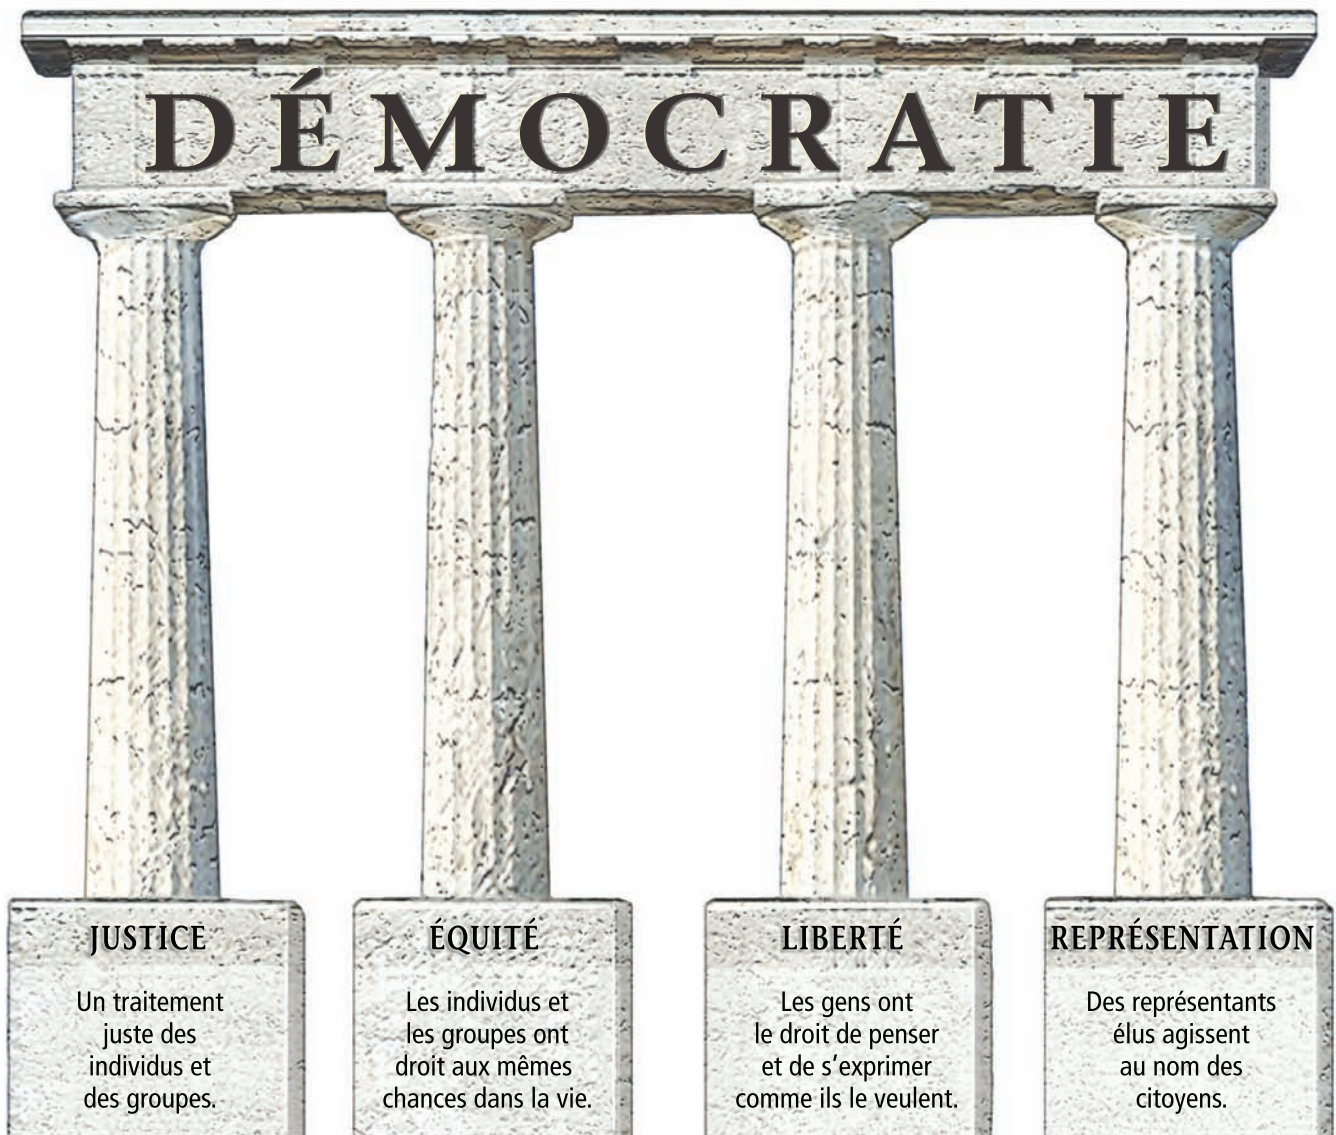 DÉMOCRATIE
JUSTICE
Un traitement
juste des
individus et
des groupes.
ÉQUITÉ
Les individus et
les groupes ont
droit aux mêmes
chances dans la vie.
LIBERTÉ
Les gens ont
le droit de penser
et de s'exprimer
comme ils le veulent.
REPRÉSENTATION
Des représentants
élus agissent
au nom des
citoyens.